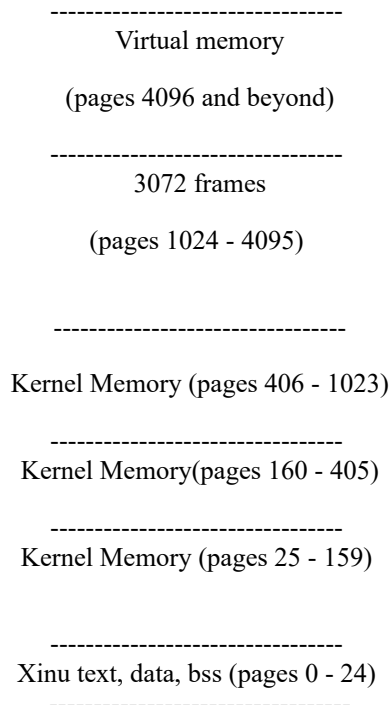 ---------------------------------
Virtual memory
(pages 4096 and beyond)
---------------------------------
3072 frames
(pages 1024 - 4095)
---------------------------------
Kernel Memory (pages 406 - 1023)
---------------------------------
Kernel Memory(pages 160 - 405)
---------------------------------
Kernel Memory (pages 25 - 159)
---------------------------------
Xinu text, data, bss (pages 0 - 24)
----------------------------------